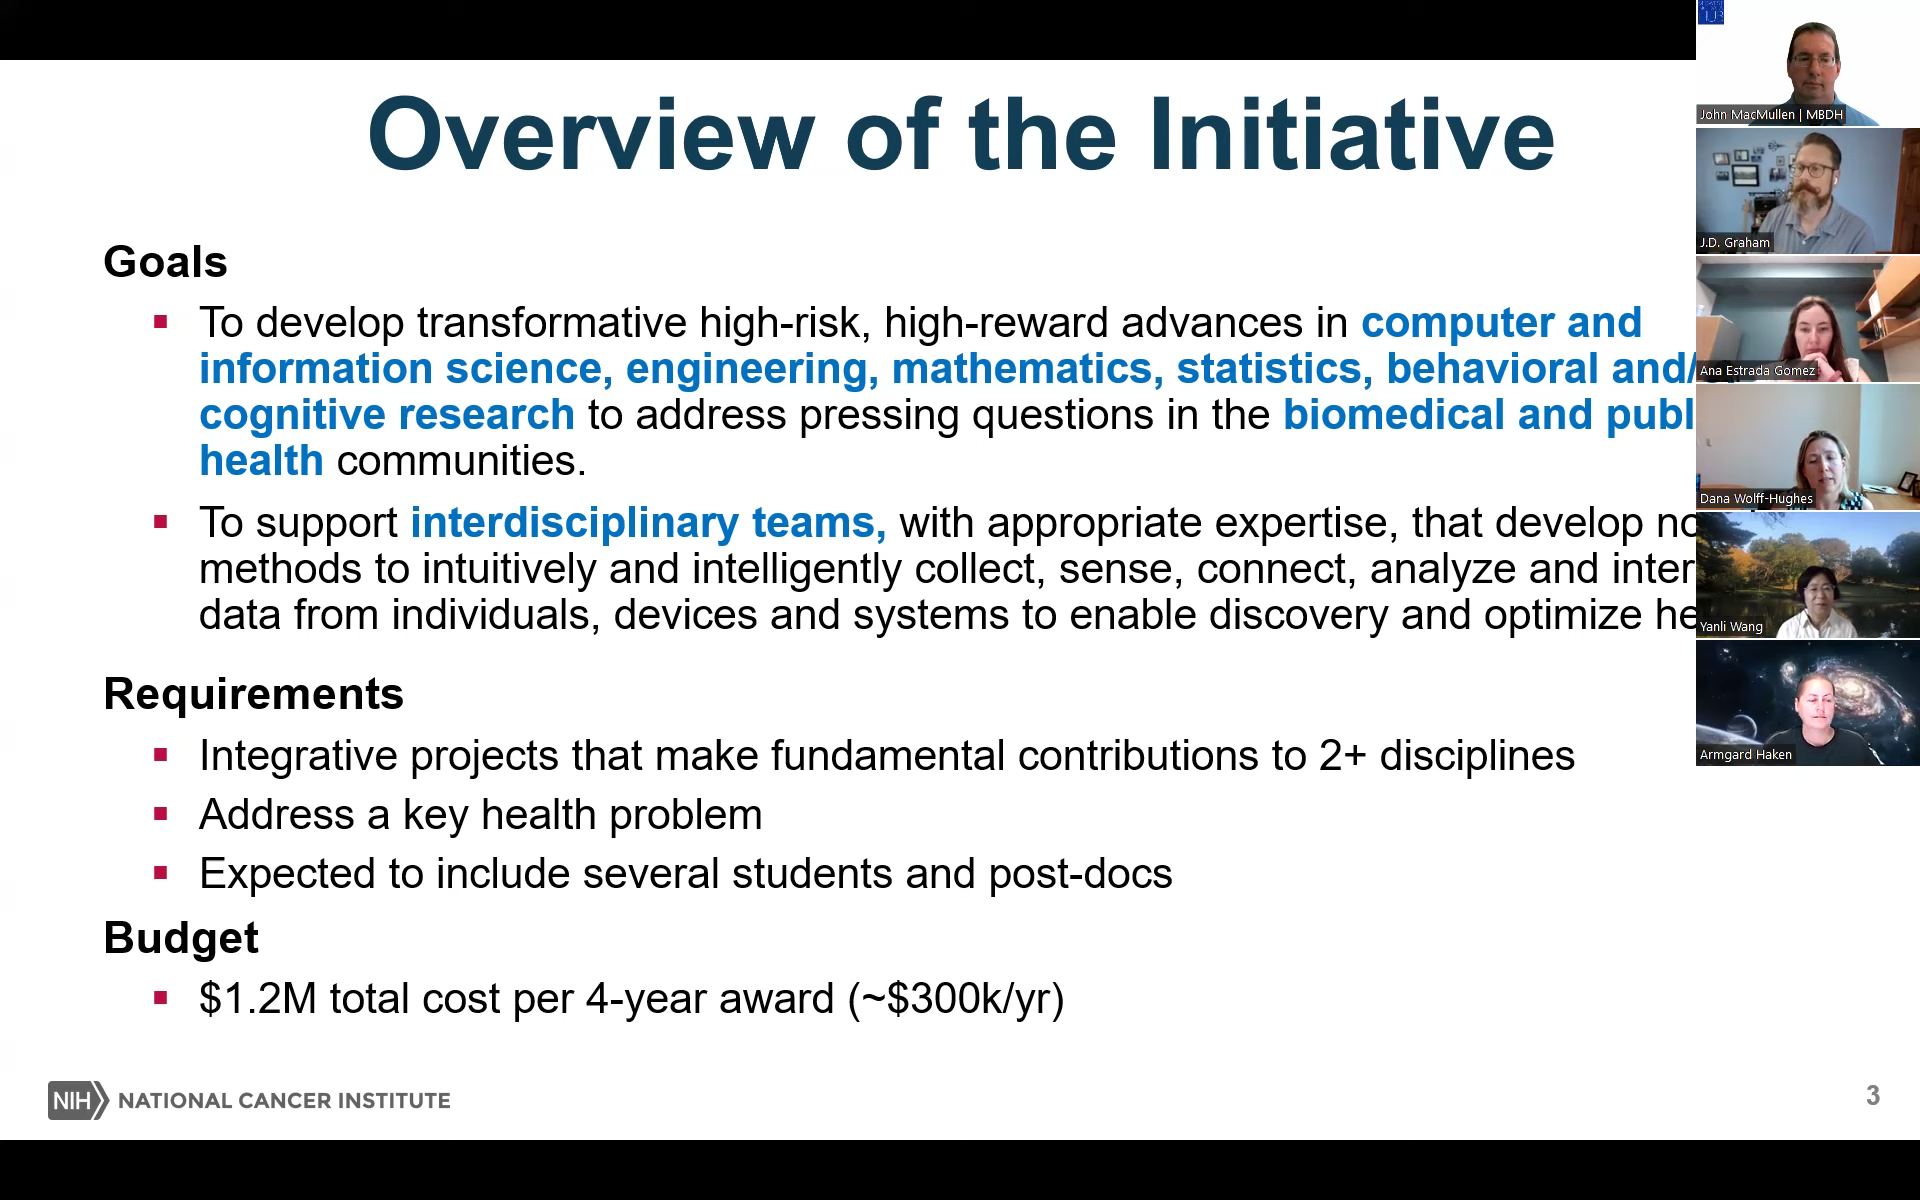 Overview of the Initiative
Goals
To develop transformative high-risk, high-reward advances in computer and
information science, engineering, mathematics, statistics, behavioral and/
cognitive research to address pressing questions in the biomedical and publ
health communities.
To support interdisciplinary teams, with appropriate expertise, that develop no
methods to intuitively and intelligently collect, sense, connect, analyze and inter
data from individuals, devices and systems to enable discovery and optimize he
Requirements
Integrative projects that make fundamental contributions to 2+ disciplines
Address a key health problem
Expected to include several students and post-docs
Budget
$1.2M total cost per 4-year award (~$300k/yr)
NIH NATIONAL CANCER INSTITUTE
3
John MacMullen | MBDH
J.D. Graham
Ana Estrada Gomez
Dana Wolff-Hughes
Yanli Wang
Armgard Haken